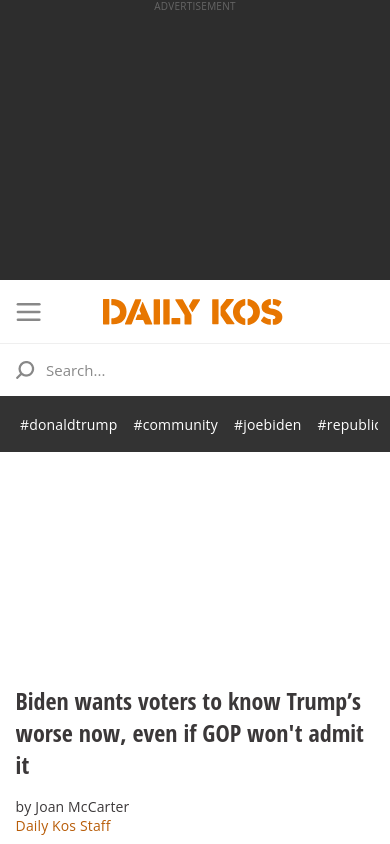 ADVERTISEMENT
DAILY KOS
Search...
#donaldtrump #community #joebiden
Biden wants voters to know Trump’s
worse now, even if GOP won't admit
it
by Joan McCarter
Daily Kos Staff